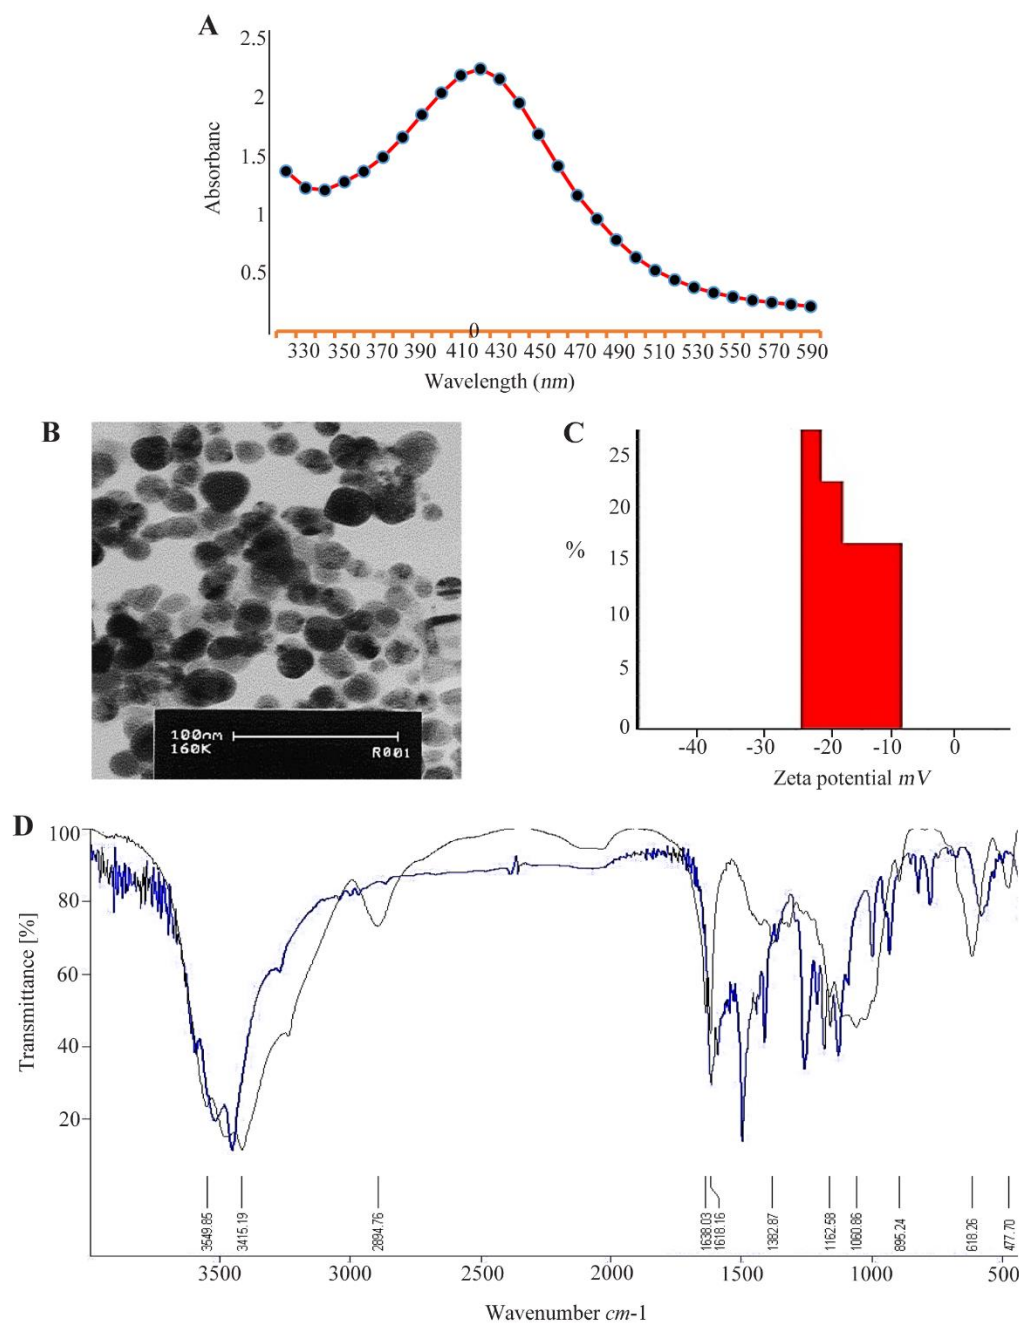 A
2.5
2
1.5
1
0.5
0
Absorbanc
330 350 370 390 410 430 450 470 490 510 530 550 570 590
Wavelength (nm)
B
100nm
160K R001
C
25
20
15
10
5
0
%
-40 -30 -20 -10 0
Zeta potential mV
D
100
80
60
40
20
Transmittance [%]
3549.85
3415.19
2894.76
1638.03
1618.16
1382.87
1162.58
1060.86
895.24
618.26
477.70
3500 3000 2500 2000 1500 1000 500
Wavenumber cm-1